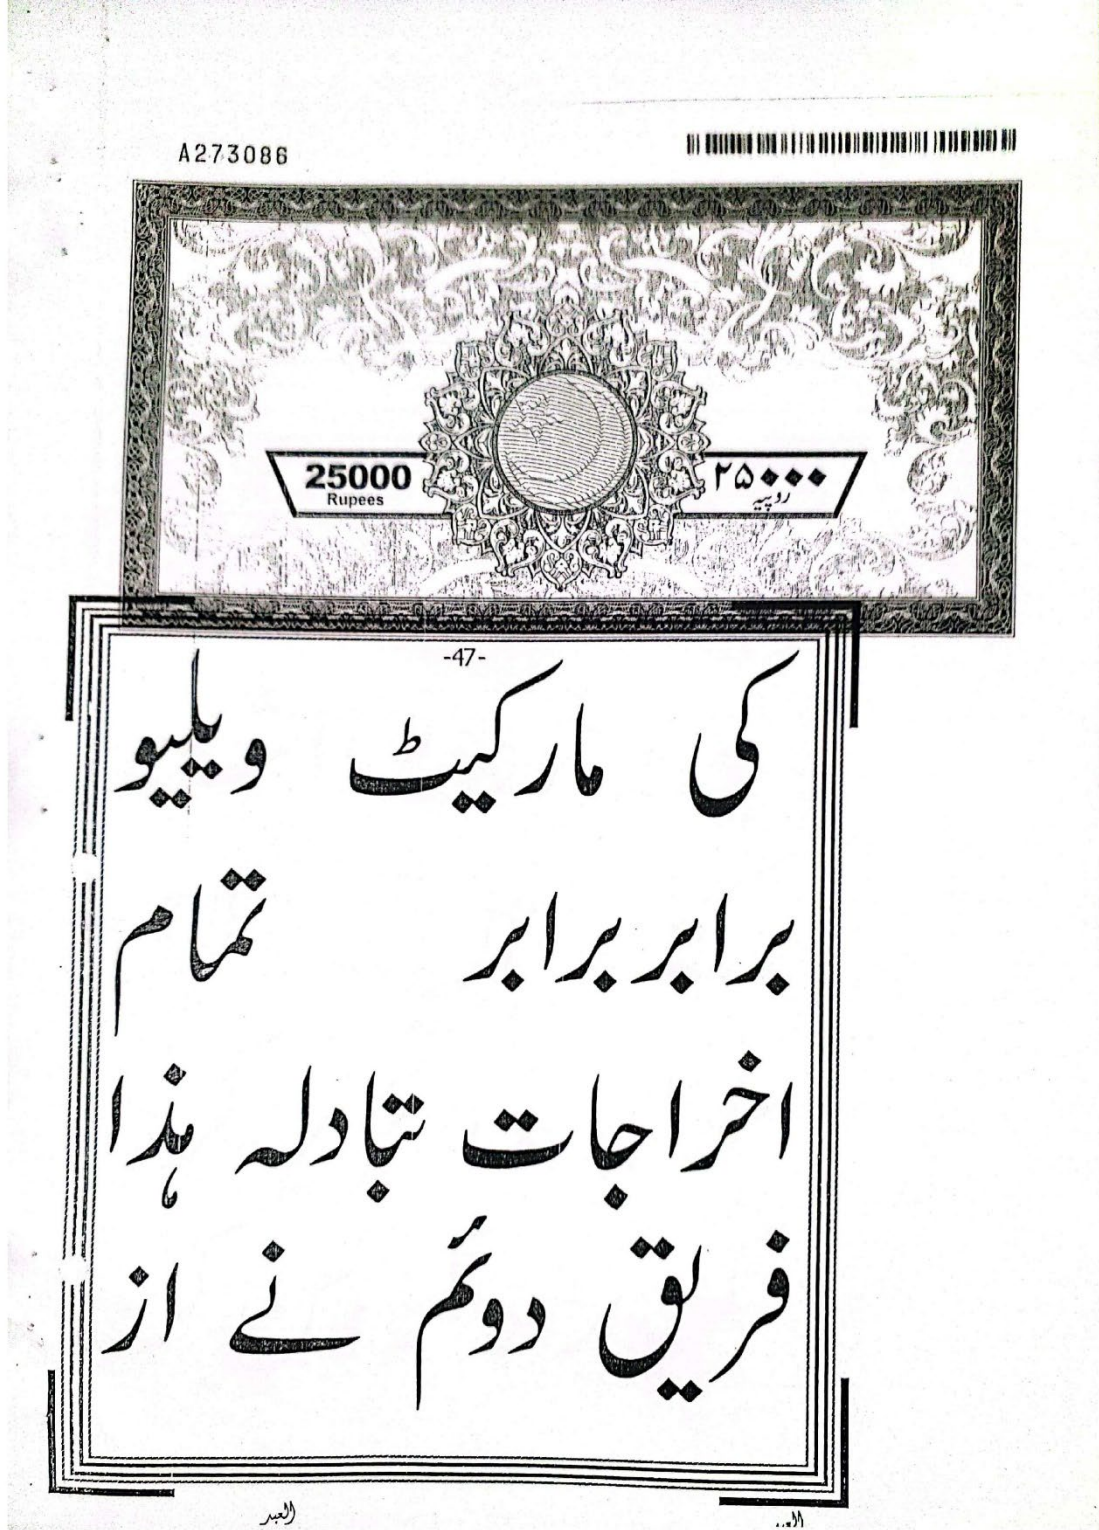 A273086
25000
Rupees
۲۵۰۰۰
روپیہ
-47-
کی مارکیٹ ویلیو
برابر برابر تمام
اخراجات تبادلہ ہذا
فریق دوئم نے از
العبد